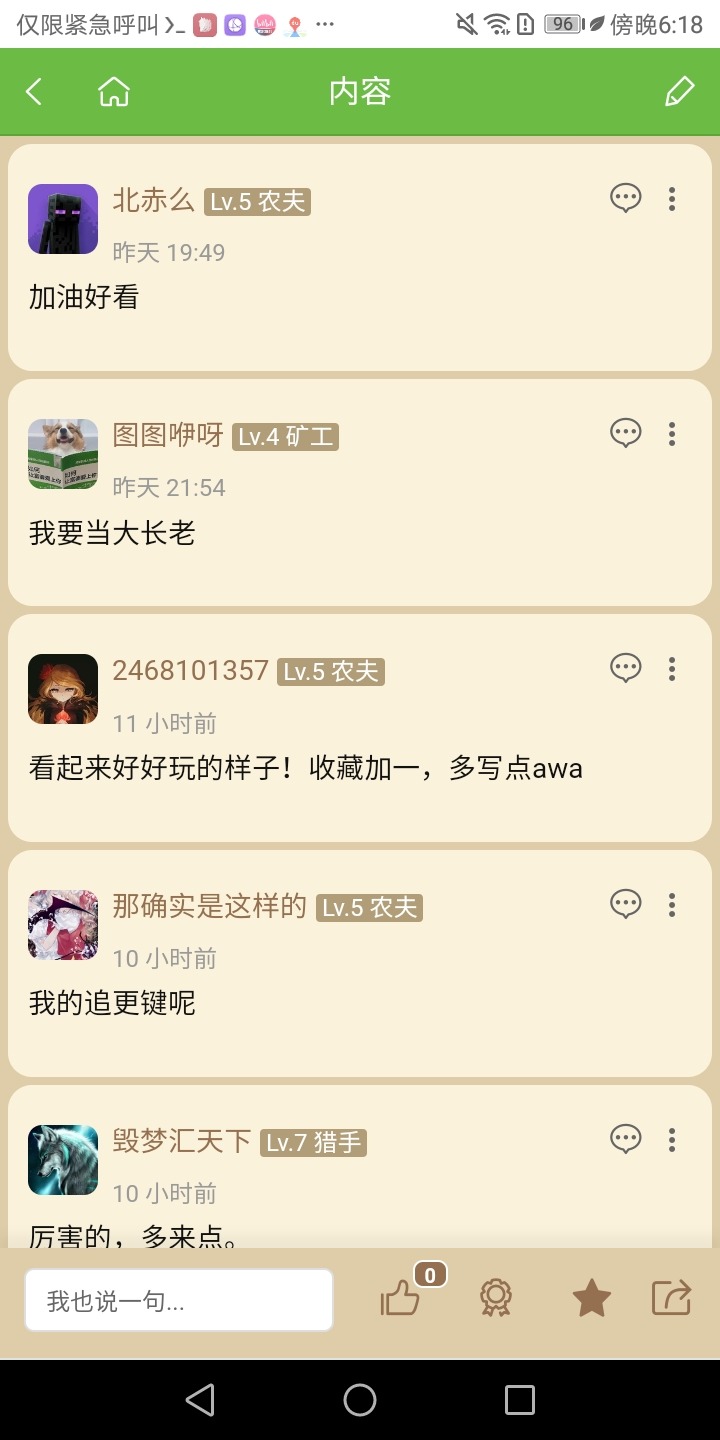 仅限紧急呼叫
96 傍晚6:18
内容
北赤么 Lv.5 农夫
昨天 19:49
加油好看
图图咿呀 Lv.4 矿工
昨天 21:54
我要当大长老
2468101357 Lv.5 农夫
11 小时前
看起来好好玩的样子！收藏加一，多写点awa
那确实是这样的 Lv.5 农夫
10 小时前
我的追更键呢
毁梦汇天下 Lv.7 猎手
10 小时前
厉害的，多来点。
0
我也说一句...